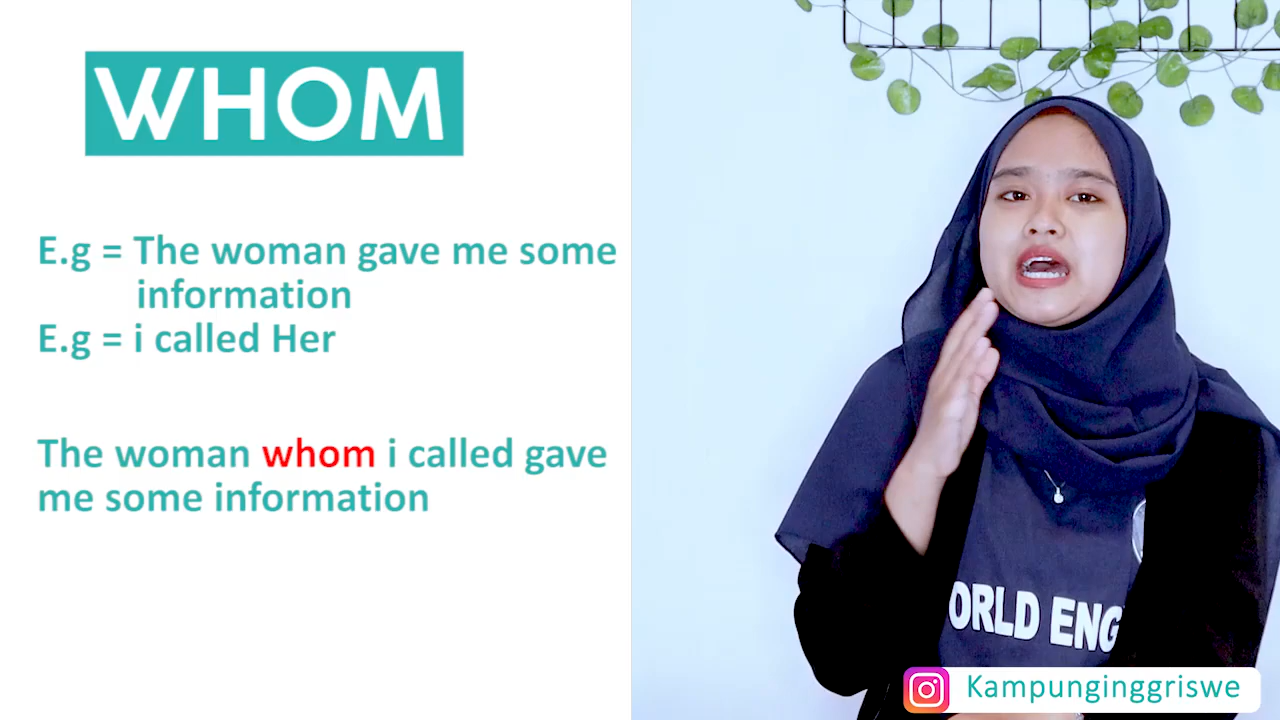 WHOM
E.g = The woman gave me some
information
E.g = i called Her
The woman whom i called gave
me some information
ORLD ENG
Kampunginggriswe